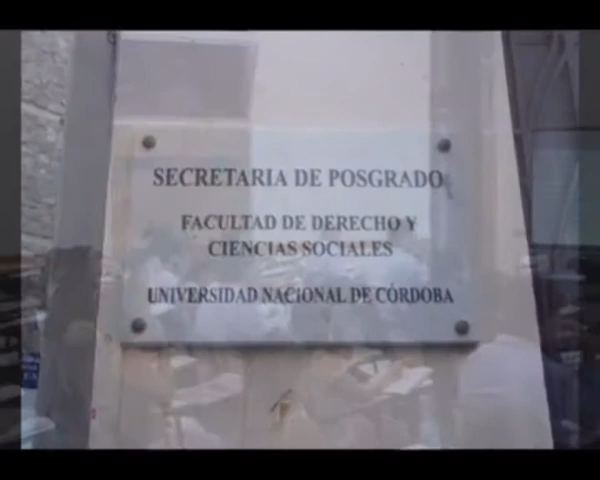 SECRETARIA DE POSGRADO
FACULTAD DE DERECHO Y
CIENCIAS SOCIALES
UNIVERSIDAD NACIONAL DE CÓRDOBA